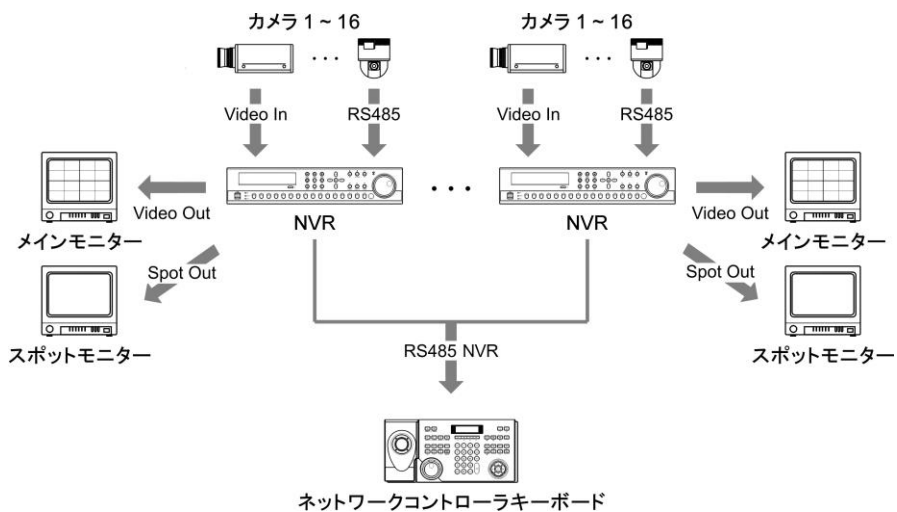 カメラ 1 ~ 16
カメラ 1 ~ 16
Video In
RS485
Video In
RS485
Video Out
NVR
NVR
Video Out
メインモニター
メインモニター
Spot Out
Spot Out
スポットモニター
RS485 NVR
スポットモニター
ネットワークコントローラキーボード